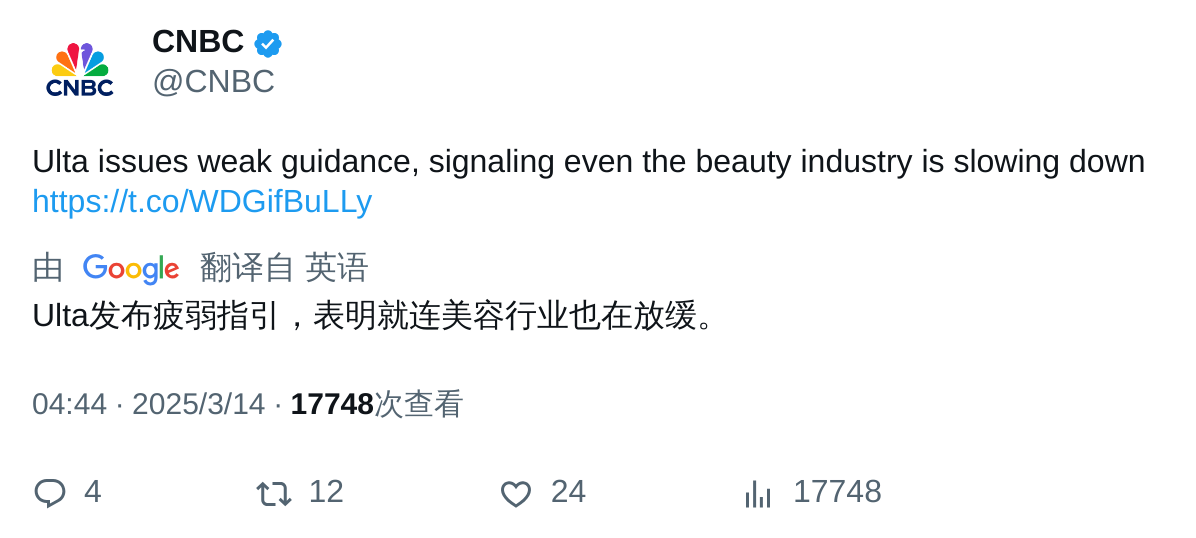 CNBC
CNBC
@CNBC
Ulta issues weak guidance, signaling even the beauty industry is slowing down
https://t.co/WDGifBuLLy
由 Google 翻译自 英语
Ulta发布疲弱指引，表明就连美容行业也在放缓。
04:44 · 2025/3/14 · 17748次查看
4 12 24 17748